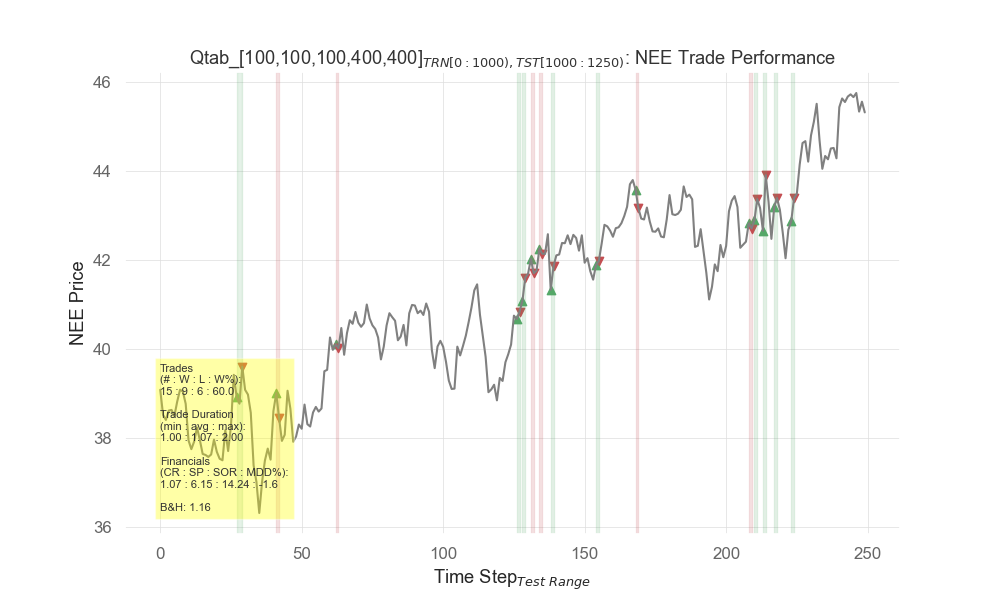 Qtab_[100,100,100,400,400]TRN[0 : 1000), TST[1000 : 1250): NEE Trade Performance
46
44
42
40
38
36
NEE Price
Trades
(# : W : L : W%):
15 : 9 : 6 : 60.0
Trade Duration
(min : avg : max):
1.00 : 1.07 : 2.00
Financials
(CR : SP : SOR : MDD%):
1.07 : 6.15 : 14.24 : -1.6
B&H: 1.16
0 50 100 150 200 250
Time StepTest Range